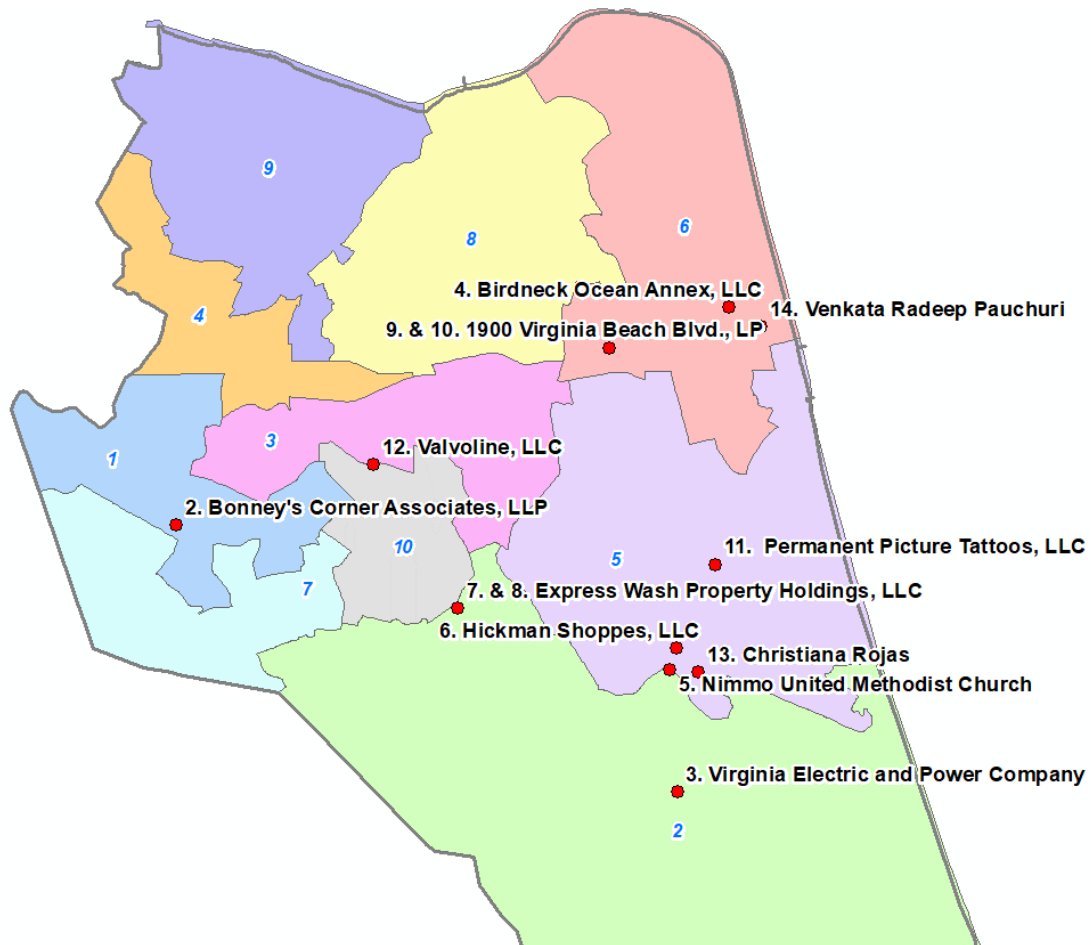 9
8
6
4. Birdneck Ocean Annex, LLC
14. Venkata Radeep Pauchuri
4
9. & 10. 1900 Virginia Beach Blvd., LP
3
12. Valvoline, LLC
1
2. Bonney's Corner Associates, LLP
10
5
11.  Permanent Picture Tattoos, LLC
7
7. & 8. Express Wash Property Holdings, LLC
6. Hickman Shoppes, LLC
13. Christiana Rojas
5. Nimmo United Methodist Church
3. Virginia Electric and Power Company
2